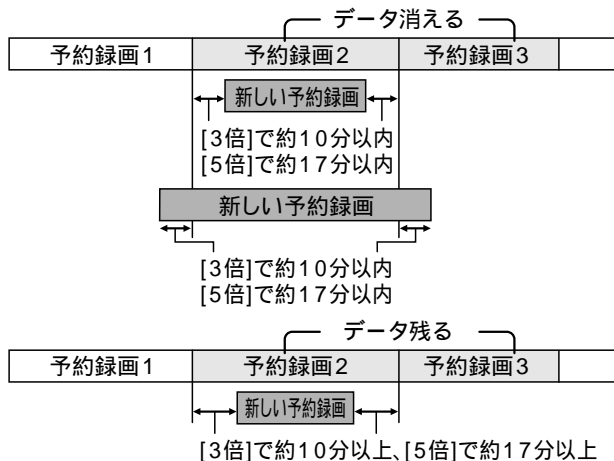 データ消える
予約録画1 予約録画2 予約録画3
新しい予約録画
[3倍]で約10分以内
[5倍]で約17分以内
新しい予約録画
[3倍]で約10分以内
[5倍]で約17分以内
データ残る
予約録画1 予約録画2 予約録画3
新しい予約録画
[3倍]で約10分以上、[5倍]で約17分以上